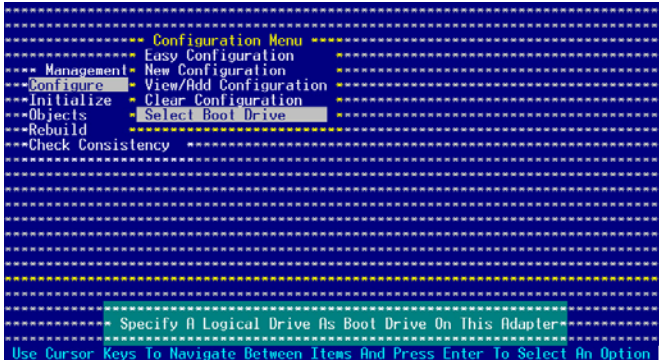 Configuration Menu
Easy Configuration
Management
New Configuration
Configure
View/Add Configuration
Initialize
Clear Configuration
Objects
Select Boot Drive
Rebuild
Check Consistency
Specify A Logical Drive As Boot Drive On This Adapter
Use Cursor Keys To Navigate Between Items And Press Enter To Select An Option